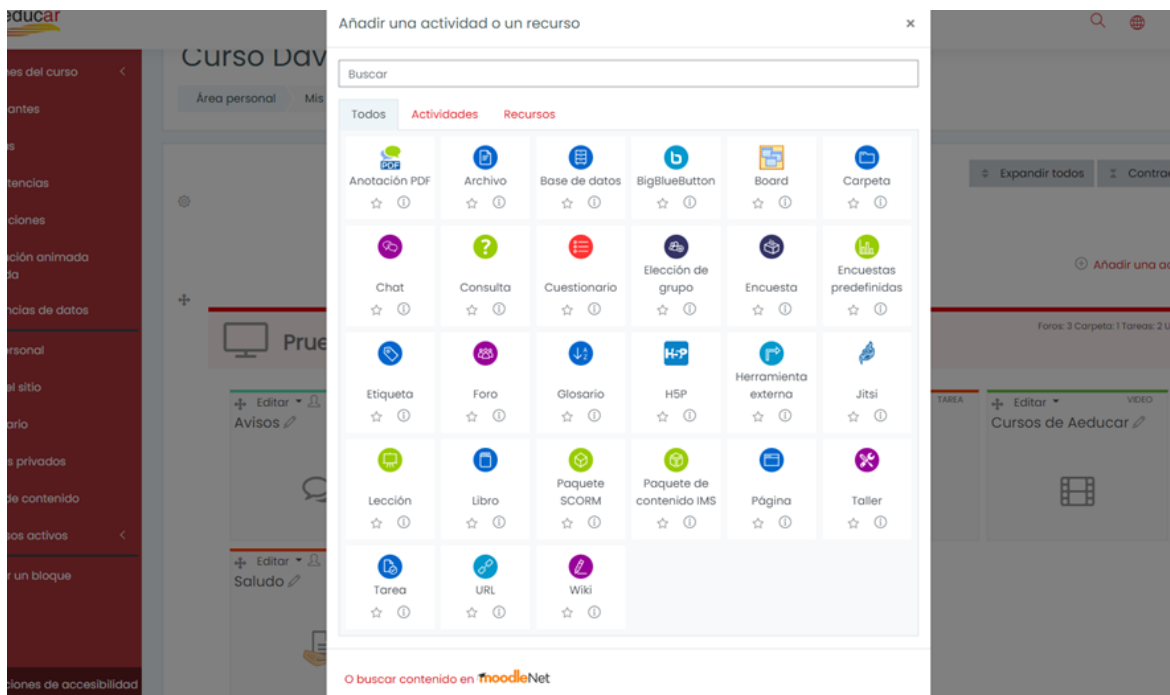 educar
Añadir una actividad o un recurso
×
Curso Dav
Área personal Mis
Buscar
Todos Actividades Recursos
Anotación PDF Archivo Base de datos BigBlueButton Board Carpeta
Chat Consulta Cuestionario Elección de grupo Encuesta Encuestas predefinidas
Etiqueta Foro Glosario H5P Herramienta externa Jitsi
Lección Libro Paquete SCORM Paquete de contenido IMS Página Taller
Tarea URL Wiki
O buscar contenido en moodleNet
nes del curso
antes
s
tencias
ciones
ción animada
da
ncias de datos
ersonal
el sitio
ario
s privados
de contenido
sos activos
r un bloque
ciones de accesibilidad
Expandir todos Contrae
Añadir una ac
Prue
Foros: 3 Carpeta: 1 Tareas: 2 U
Editar
Avisos
TAREA
Editar VIDEO
Cursos de Aeducar
Editar
Saludo